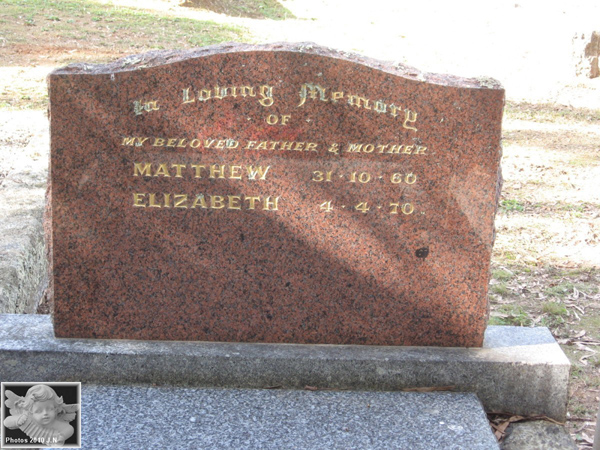 In Loving Memory
- OF -
MY BELOVED FATHER & MOTHER
MATTHEW 31·10·60
ELIZABETH 4·4·70
Photos 2010 J.N